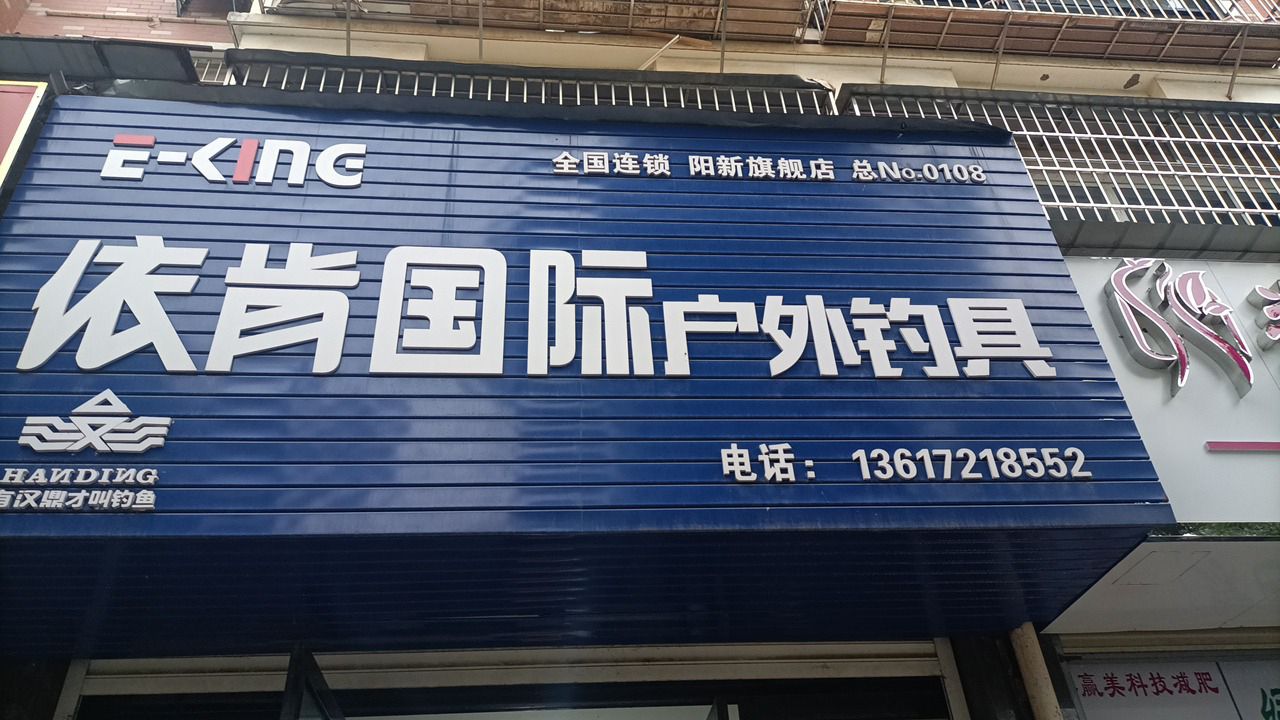 E-KING
全国连锁 阳新旗舰店 总No.0108
依肯国际户外钓具
HANDING
有汉鼎才叫钓鱼
电话：13617218552
赢美科技减肥